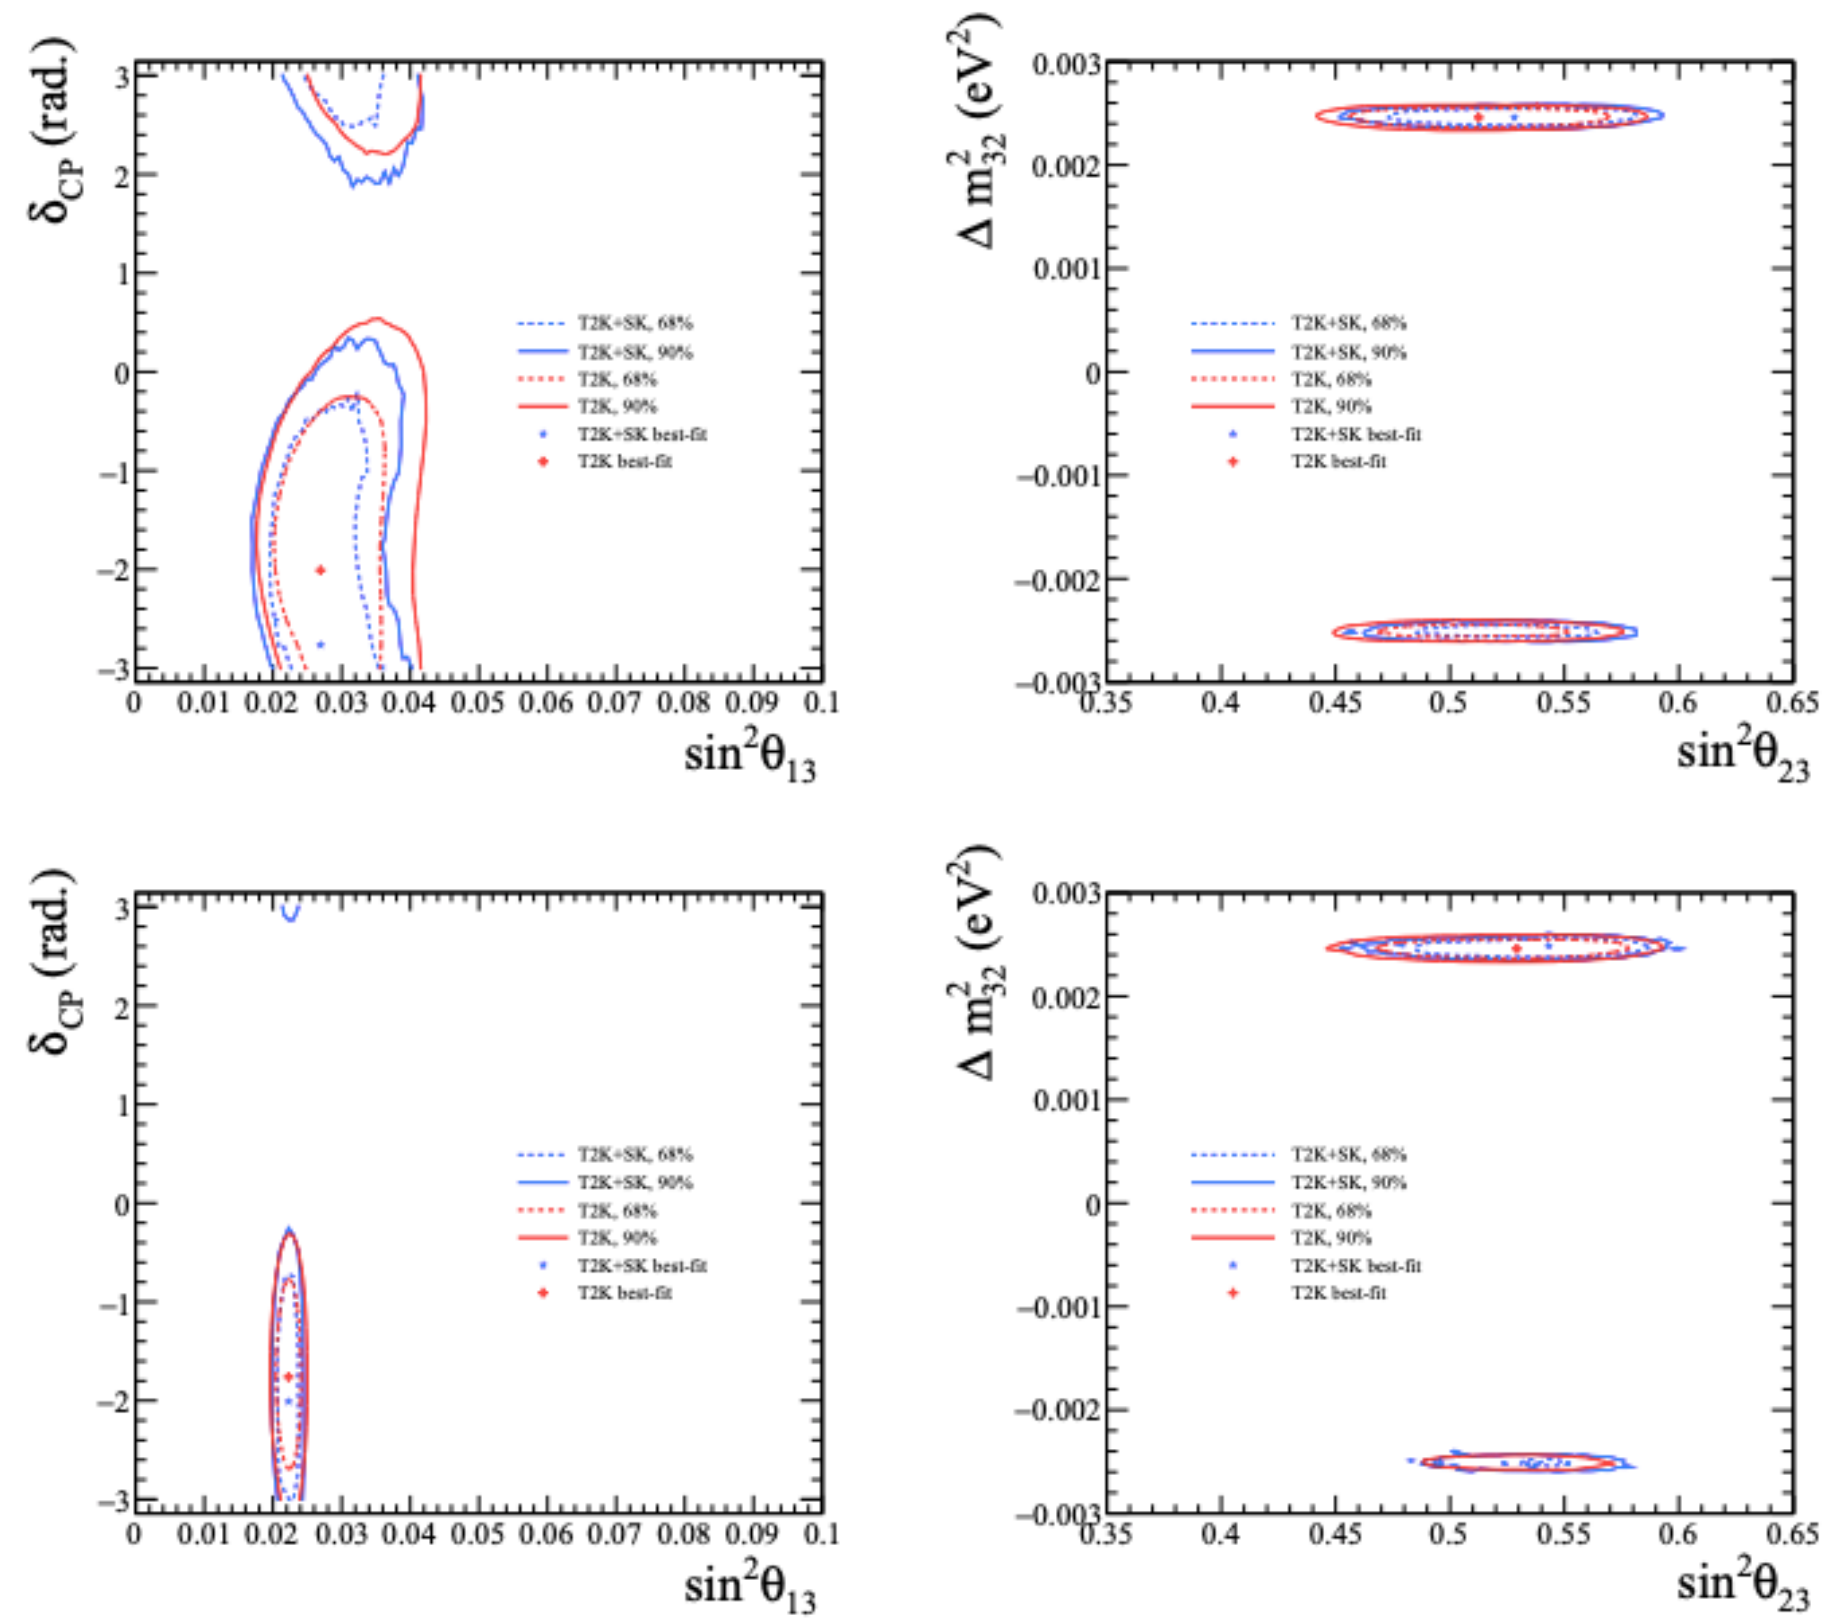 δCP (rad.)
3
2
1
0
−1
−2
−3
T2K+SK, 68%
T2K+SK, 90%
T2K, 68%
T2K, 90%
T2K+SK best-fit
T2K best-fit
0 0.01 0.02 0.03 0.04 0.05 0.06 0.07 0.08 0.09 0.1
sin²θ13
Δ m²32 (eV²)
0.003
0.002
0.001
0
−0.001
−0.002
−0.003
T2K+SK, 68%
T2K+SK, 90%
T2K, 68%
T2K, 90%
T2K+SK best-fit
T2K best-fit
0.35 0.4 0.45 0.5 0.55 0.6 0.65
sin²θ23
δCP (rad.)
3
2
1
0
−1
−2
−3
T2K+SK, 68%
T2K+SK, 90%
T2K, 68%
T2K, 90%
T2K+SK best-fit
T2K best-fit
0 0.01 0.02 0.03 0.04 0.05 0.06 0.07 0.08 0.09 0.1
sin²θ13
Δ m²32 (eV²)
0.003
0.002
0.001
0
−0.001
−0.002
−0.003
T2K+SK, 68%
T2K+SK, 90%
T2K, 68%
T2K, 90%
T2K+SK best-fit
T2K best-fit
0.35 0.4 0.45 0.5 0.55 0.6 0.65
sin²θ23